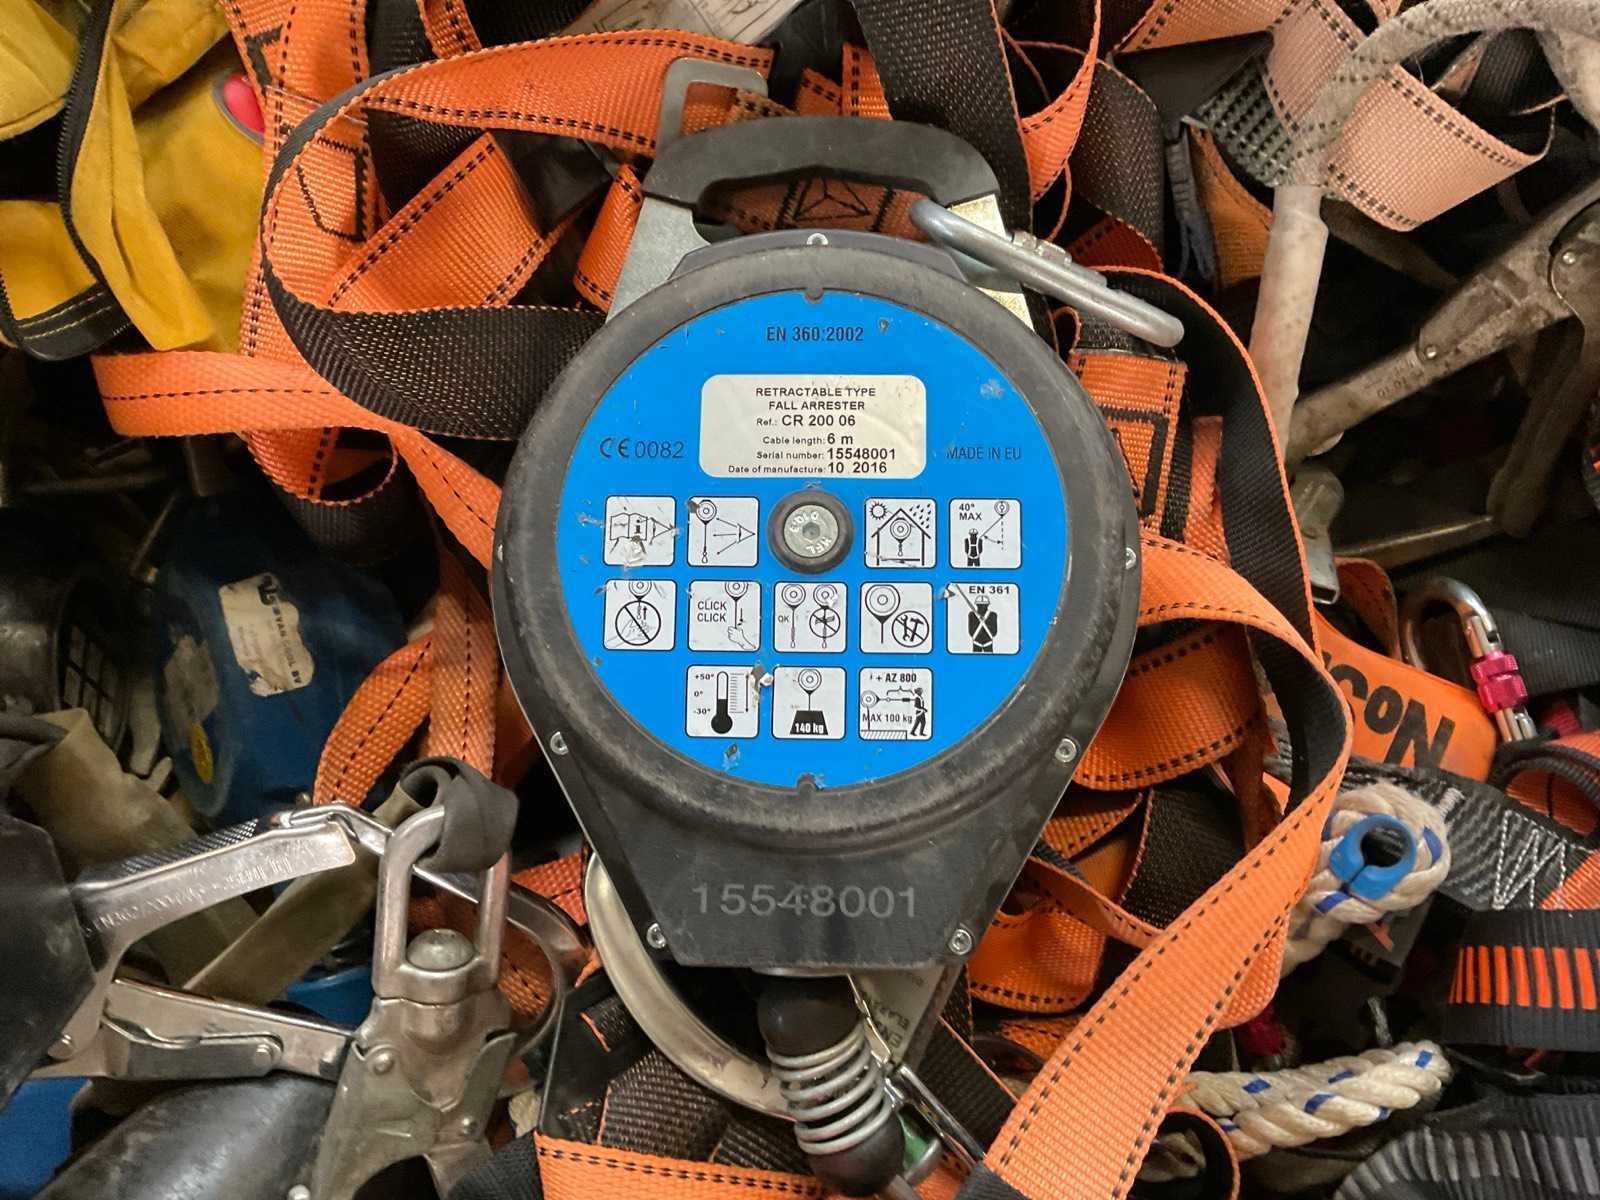 EN 360:2002
RETRACTABLE TYPE
FALL ARRESTER
Ref.: CR 200 06
Cable length: 6 m
Serial number: 15548001
Date of manufacture: 10 2016
CE 0082
MADE IN EU
40°
MAX
CLICK
CLICK
OK
EN 361
+50°
0°
-30°
140 kg
+ AZ 800
MAX 100 kg
15548001
CON